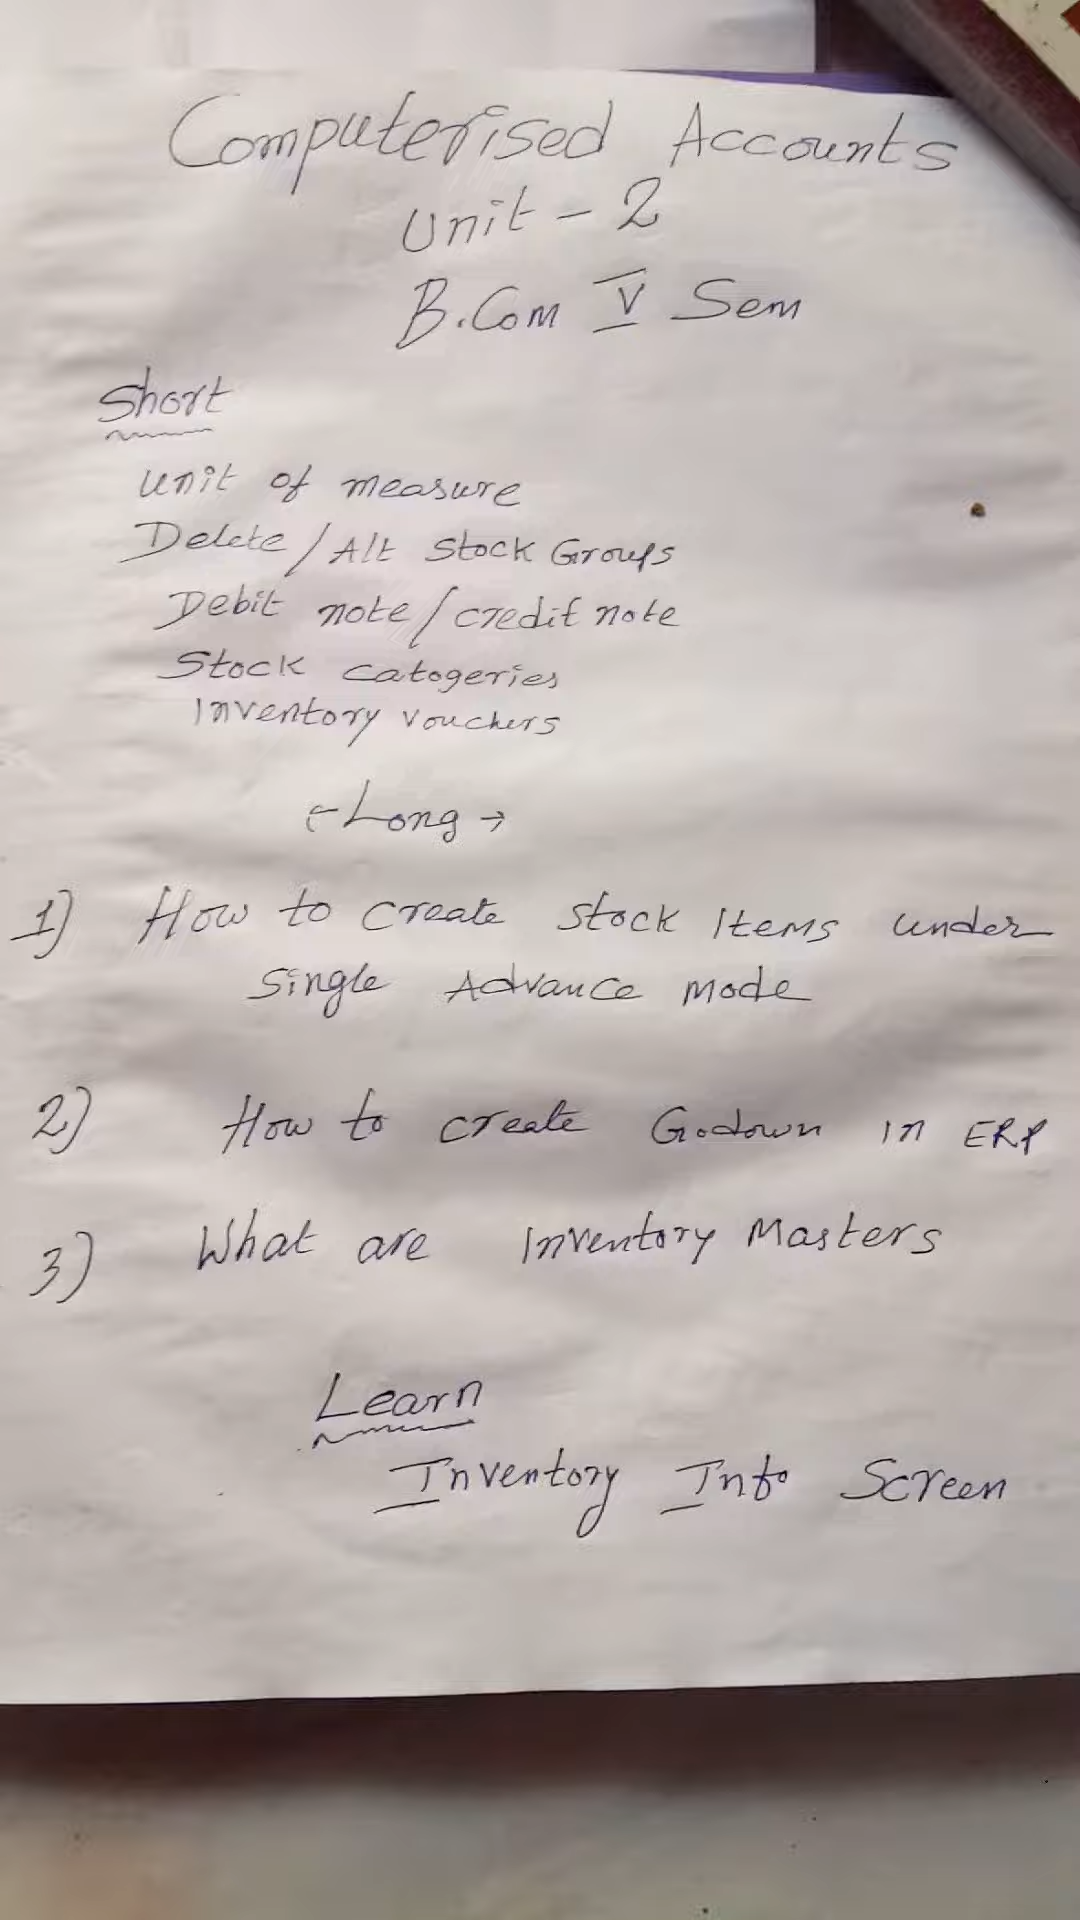 Computerised Accounts
Unit - 2
B.Com V Sem
Short
Unit of measure
Delete / Alt Stock Groups
Debit note / credit note
Stock catogeries
Inventory vouchers
← Long →
1) How to create Stock Items under
Single Advance mode
2) How to create Godown in ERP
3) What are Inventory Masters
Learn
Inventory Info Screen